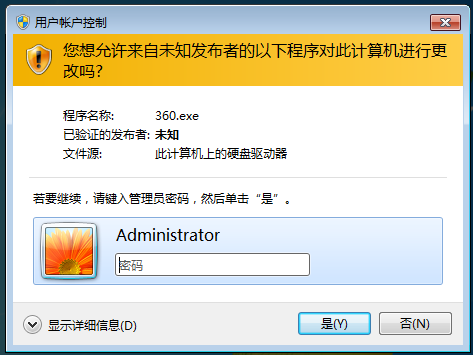 用户帐户控制
您想允许来自未知发布者的以下程序对此计算机进行更
改吗?
程序名称: 360.exe
已验证的发布者: 未知
文件源: 此计算机上的硬盘驱动器
若要继续，请键入管理员密码，然后单击“是”。
Administrator
密码
显示详细信息(D)
是(Y)
否(N)